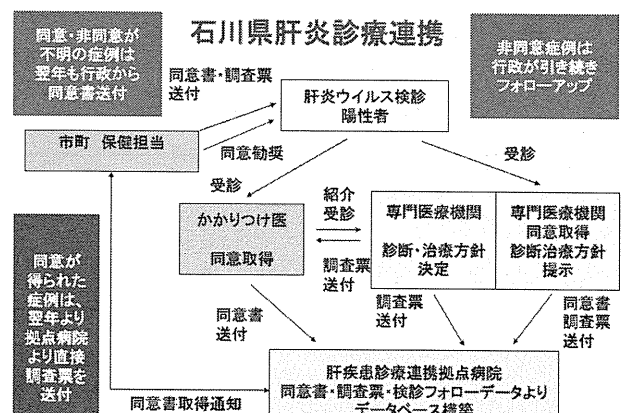 石川県肝炎診療連携
同意・非同意が
不明の症例は
翌年も行政から
同意書送付
非同意症例は
行政が引き続き
フォローアップ
同意書・調査票
送付
肝炎ウイルス検診
陽性者
市町　保健担当
同意勧奨
受診
受診
かかりつけ医
同意取得
紹介
受診
調査票
送付
専門医療機関
診断・治療方針
決定
専門医療機関
同意取得
診断治療方針
提示
同意が
得られた
症例は、
翌年より
拠点病院
より直接
調査票を
送付
同意書
送付
調査票
送付
同意書
調査票
送付
肝疾患診療連携拠点病院
同意書・調査票・検診フォローデータより
データベース構築
同意書取得通知